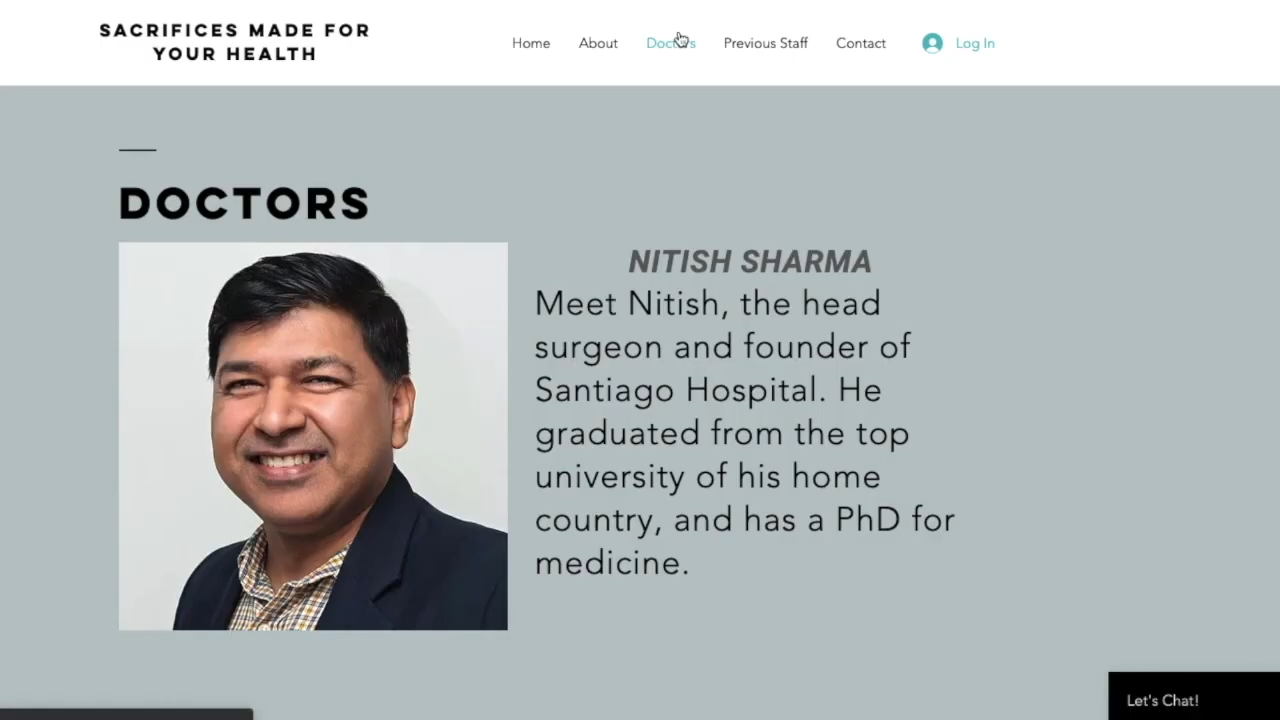 SACRIFICES MADE FOR
YOUR HEALTH
Home
About
Doctors
Previous Staff
Contact
Log In
DOCTORS
NITISH SHARMA
Meet Nitish, the head
surgeon and founder of
Santiago Hospital. He
graduated from the top
university of his home
country, and has a PhD for
medicine.
Let's Chat!